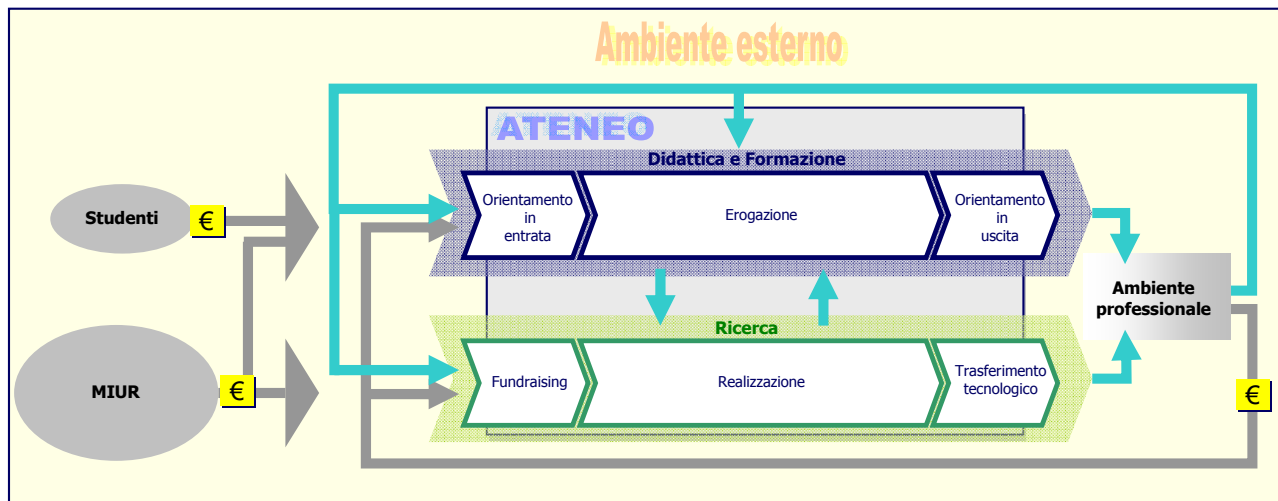 Ambiente esterno
ATENEO
Didattica e Formazione
Studenti
€
Orientamento
in
entrata
Erogazione
Orientamento
in
uscita
Ambiente
professionale
Ricerca
MIUR
€
Fundraising
Realizzazione
Trasferimento
tecnologico
€